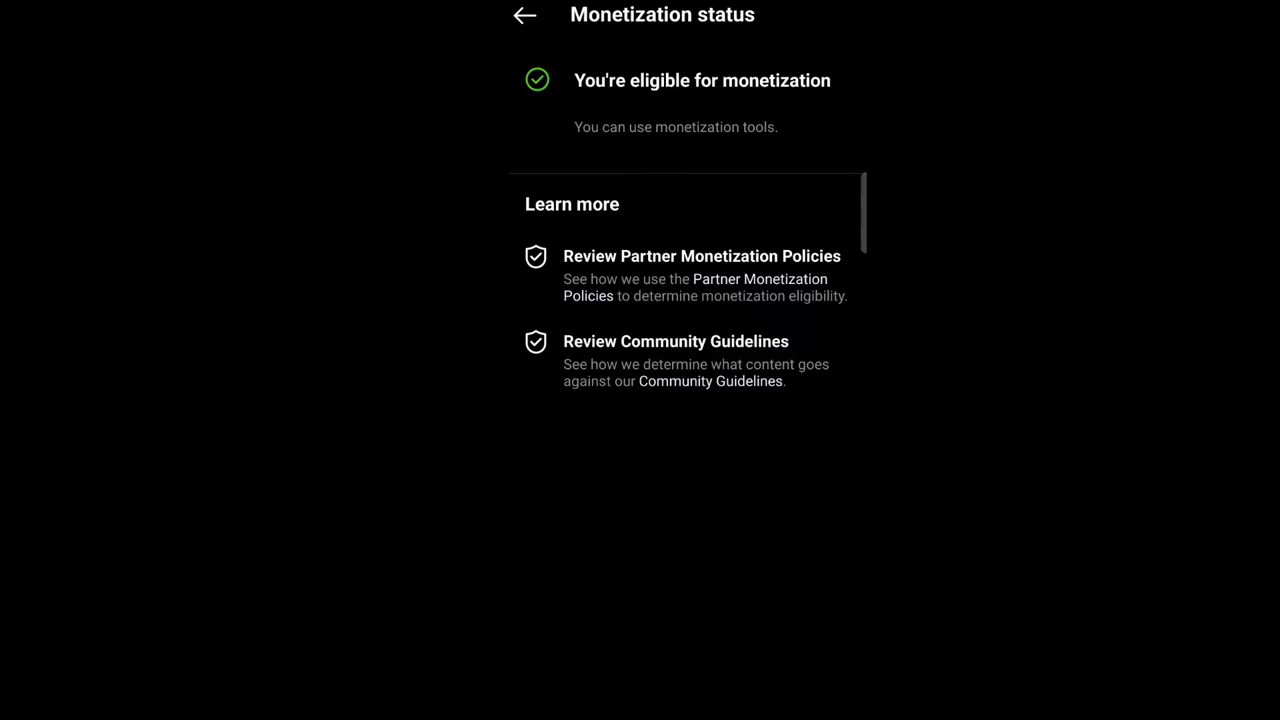 Monetization status
You're eligible for monetization
You can use monetization tools.
Learn more
Review Partner Monetization Policies
See how we use the Partner Monetization
Policies to determine monetization eligibility.
Review Community Guidelines
See how we determine what content goes
against our Community Guidelines.